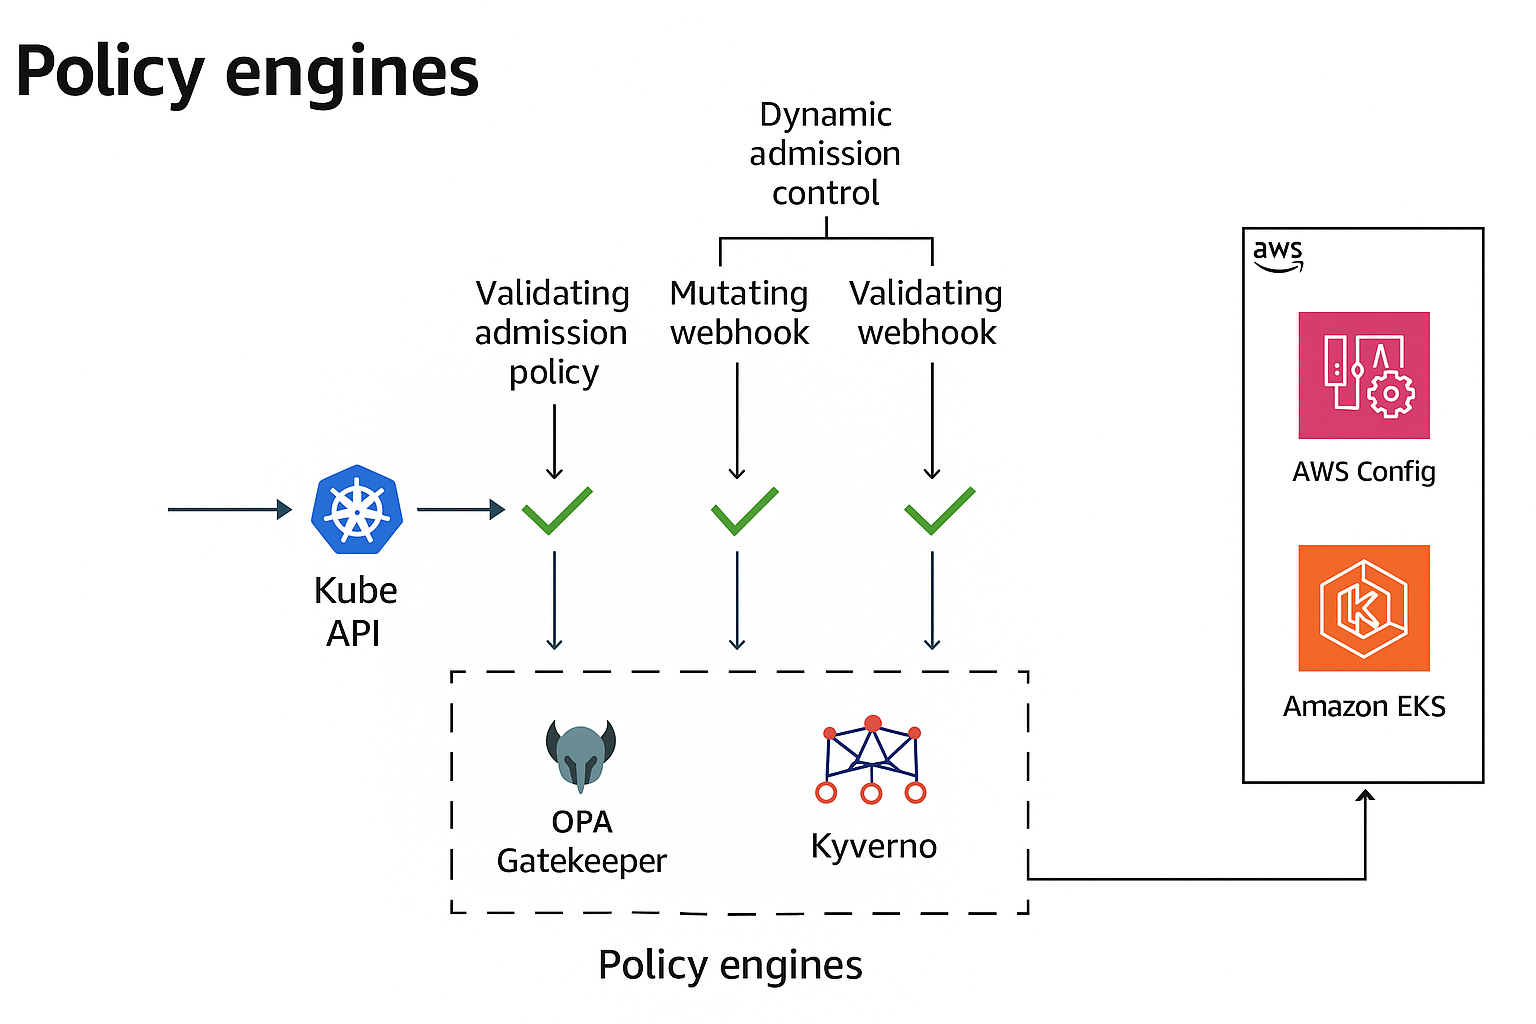 Policy engines
Dynamic
admission
control
Validating
admission
policy
Mutating
webhook
Validating
webhook
Kube
API
OPA
Gatekeeper
Kyverno
Policy engines
aws
AWS Config
Amazon EKS